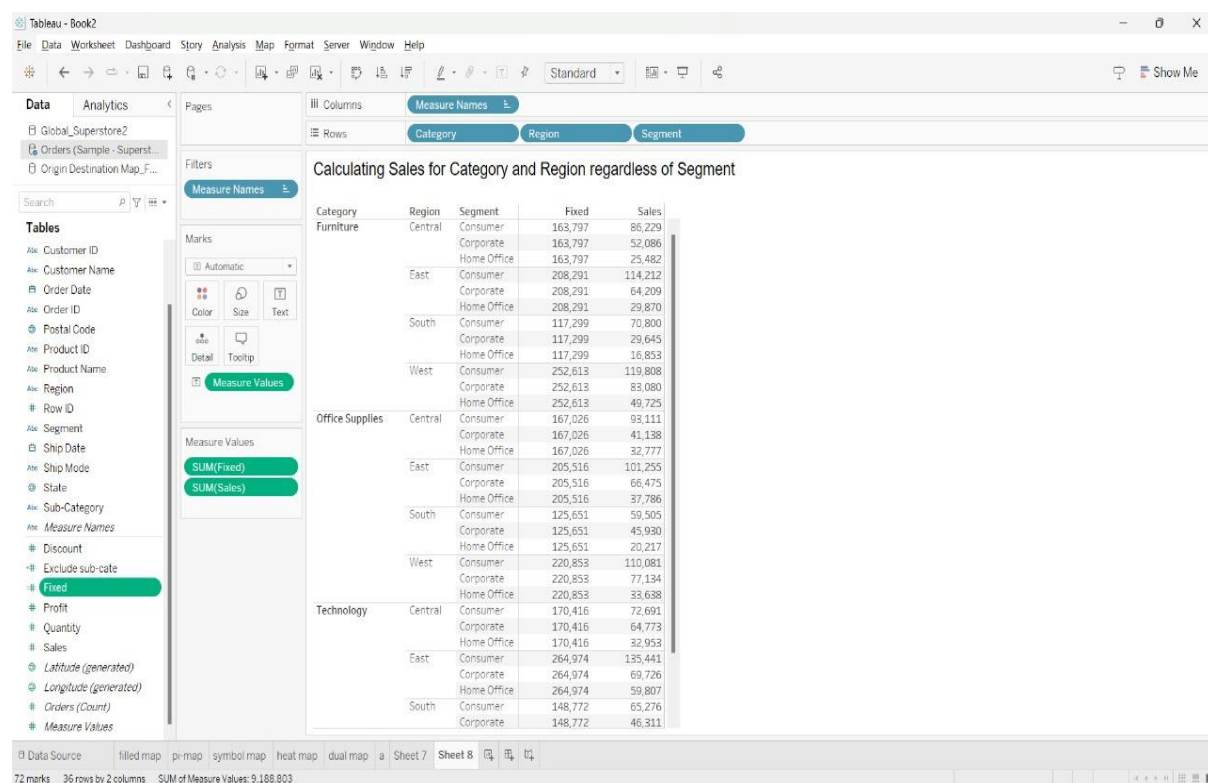 Tableau - Book2
File Data Worksheet Dashboard Story Analysis Map Format Server Window Help
Standard Show Me
Data Analytics
Global_Superstore2
Orders (Sample - Superst...
Origin Destination Map_F...
Search
Tables
Abc Customer ID
Abc Customer Name
Order Date
Abc Order ID
Postal Code
Abc Product ID
Abc Product Name
Abc Region
# Row ID
Abc Segment
Ship Date
Abc Ship Mode
State
Abc Sub-Category
Abc Measure Names
# Discount
=# Exclude sub-cate
=# Fixed
# Profit
# Quantity
# Sales
Latitude (generated)
Longitude (generated)
# Orders (Count)
# Measure Values
Pages
Filters
Measure Names
Marks
Automatic
Color Size Text
Detail Tooltip
Measure Values
Measure Values
SUM(Fixed)
SUM(Sales)
Columns Measure Names
Rows Category Region Segment
Calculating Sales for Category and Region regardless of Segment
Category Region Segment Fixed Sales
Furniture Central Consumer 163,797 86,229
Corporate 163,797 52,086
Home Office 163,797 25,482
East Consumer 208,291 114,212
Corporate 208,291 64,209
Home Office 208,291 29,870
South Consumer 117,299 70,800
Corporate 117,299 29,645
Home Office 117,299 16,853
West Consumer 252,613 119,808
Corporate 252,613 83,080
Home Office 252,613 49,725
Office Supplies Central Consumer 167,026 93,111
Corporate 167,026 41,138
Home Office 167,026 32,777
East Consumer 205,516 101,255
Corporate 205,516 66,475
Home Office 205,516 37,786
South Consumer 125,651 59,505
Corporate 125,651 45,930
Home Office 125,651 20,217
West Consumer 220,853 110,081
Corporate 220,853 77,134
Home Office 220,853 33,638
Technology Central Consumer 170,416 72,691
Corporate 170,416 64,773
Home Office 170,416 32,953
East Consumer 264,974 135,441
Corporate 264,974 69,726
Home Office 264,974 59,807
South Consumer 148,772 65,276
Corporate 148,772 46,311
Data Source filled map pi-map symbol map heat map dual map a Sheet 7 Sheet 8
72 marks 36 rows by 2 columns SUM of Measure Values: 9,188,803